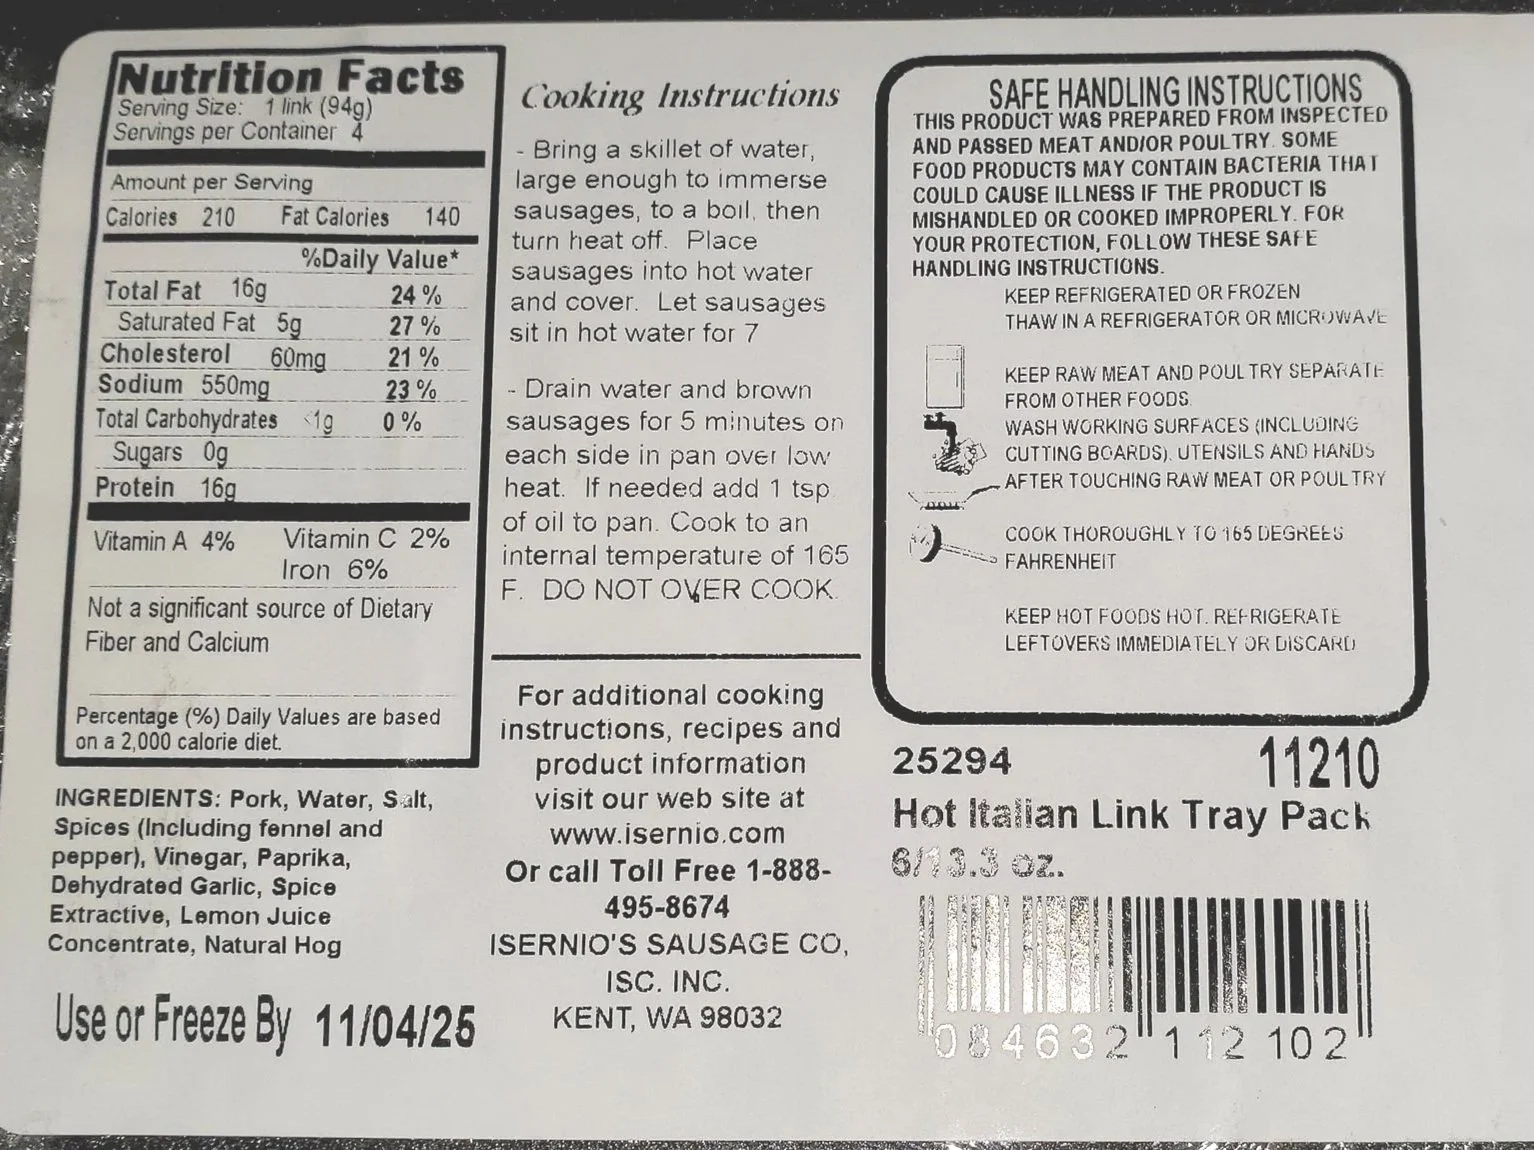 Nutrition Facts
Serving Size: 1 link (94g)
Servings per Container 4
Amount per Serving
Calories 210 Fat Calories 140
%Daily Value*
Total Fat 16g 24 %
Saturated Fat 5g 27 %
Cholesterol 60mg 21 %
Sodium 550mg 23 %
Total Carbohydrates <1g 0 %
Sugars 0g
Protein 16g
Vitamin A 4% Vitamin C 2%
Iron 6%
Not a significant source of Dietary
Fiber and Calcium
Percentage (%) Daily Values are based
on a 2,000 calorie diet.
INGREDIENTS: Pork, Water, Salt,
Spices (Including fennel and
pepper), Vinegar, Paprika,
Dehydrated Garlic, Spice
Extractive, Lemon Juice
Concentrate, Natural Hog
Use or Freeze By 11/04/25
Cooking Instructions
- Bring a skillet of water,
large enough to immerse
sausages, to a boil, then
turn heat off. Place
sausages into hot water
and cover. Let sausages
sit in hot water for 7
- Drain water and brown
sausages for 5 minutes on
each side in pan over low
heat. If needed add 1 tsp
of oil to pan. Cook to an
internal temperature of 165
F. DO NOT OVER COOK.
For additional cooking
instructions, recipes and
product information
visit our web site at
www.isernio.com
Or call Toll Free 1-888-
495-8674
ISERNIO'S SAUSAGE CO,
ISC. INC.
KENT, WA 98032
SAFE HANDLING INSTRUCTIONS
THIS PRODUCT WAS PREPARED FROM INSPECTED
AND PASSED MEAT AND/OR POULTRY. SOME
FOOD PRODUCTS MAY CONTAIN BACTERIA THAT
COULD CAUSE ILLNESS IF THE PRODUCT IS
MISHANDLED OR COOKED IMPROPERLY. FOR
YOUR PROTECTION, FOLLOW THESE SAFE
HANDLING INSTRUCTIONS.
KEEP REFRIGERATED OR FROZEN
THAW IN A REFRIGERATOR OR MICROWAVE
KEEP RAW MEAT AND POULTRY SEPARATE
FROM OTHER FOODS.
WASH WORKING SURFACES (INCLUDING
CUTTING BOARDS), UTENSILS AND HANDS
AFTER TOUCHING RAW MEAT OR POULTRY
COOK THOROUGHLY TO 165 DEGREES
FAHRENHEIT
KEEP HOT FOODS HOT. REFRIGERATE
LEFTOVERS IMMEDIATELY OR DISCARD
25294 11210
Hot Italian Link Tray Pack
6/13.3 oz.
084632 112102